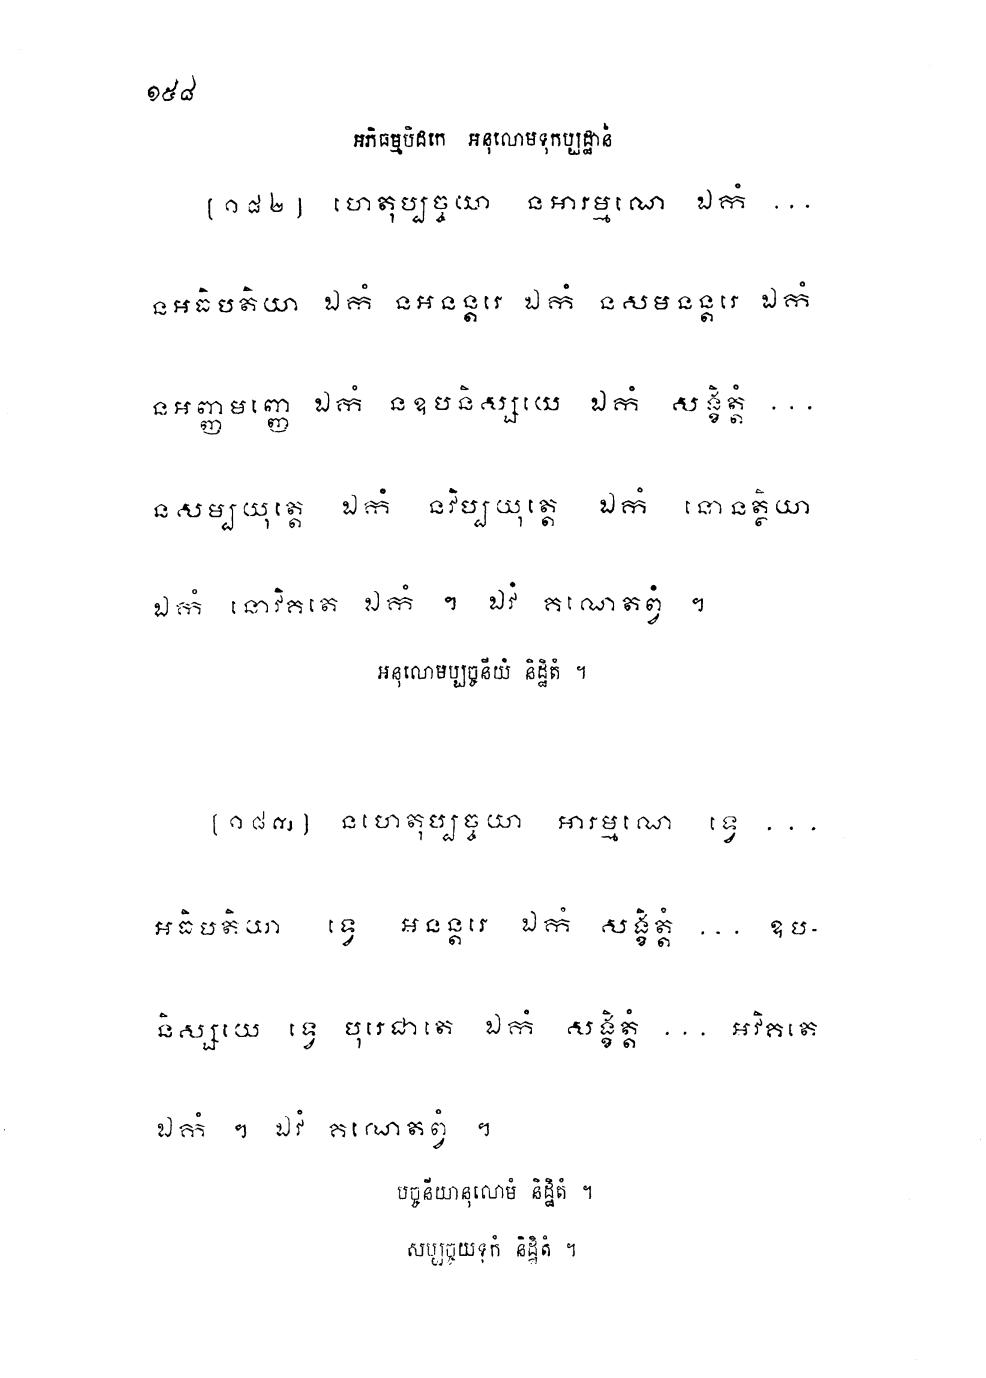 ១៥៨
អភិធម្មបិដកេ អនុលោមទុកប្បដ្ឋានំ
(១៨២) ហេតុប្បច្ចយា នអារម្មណេ ឯកំ ...
នអធិបតិយា ឯកំ នអនន្តរេ ឯកំ នសមនន្តរេ ឯកំ
នអញ្ញមញ្ញេ ឯកំ នឧបនិស្សយេ ឯកំ សង្ខិត្តំ ...
នសម្បយុត្តេ ឯកំ នវិប្បយុត្តេ ឯកំ នោនត្ថិយា
ឯកំ នោវិគតេ ឯកំ ។ ឯវំ គណេតព្វំ ។
អនុលោមប្បច្ចនីយំ និដ្ឋិតំ ។
(១៨៣) នហេតុប្បច្ចយា អារម្មណេ ទ្វេ ...
អធិបតិយា ទ្វេ អនន្តរេ ឯកំ សង្ខិត្តំ ... ឧប-
និស្សយេ ទ្វេ បុរេជាតេ ឯកំ សង្ខិត្តំ ... អវិគតេ
ឯកំ ។ ឯវំ គណេតព្វំ ។
បច្ចនីយានុលោមំ និដ្ឋិតំ ។
សប្បច្ចយទុកំ និដ្ឋិតំ ។